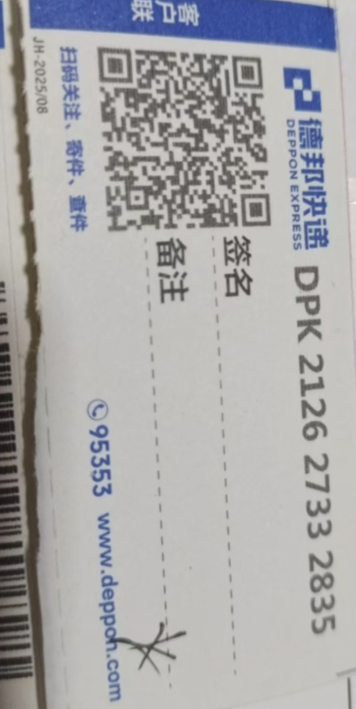 客户联
德邦快递
DEPPON EXPRESS
DPK 2126 2733 2835
签名
备注
扫码关注、寄件、查件
95353 www.deppon.com
JH-2025/08